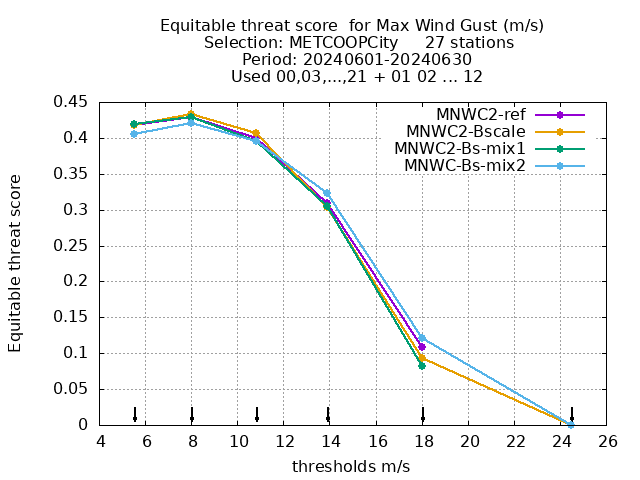 Equitable threat score  for Max Wind Gust (m/s)
Selection: METCOOPCity     27 stations
Period: 20240601-20240630
Used 00,03,...,21 + 01 02 ... 12
MNWC2-ref
MNWC2-Bscale
MNWC2-Bs-mix1
MNWC-Bs-mix2
Equitable threat score
0.45
0.4
0.35
0.3
0.25
0.2
0.15
0.1
0.05
0
4 6 8 10 12 14 16 18 20 22 24 26
thresholds m/s